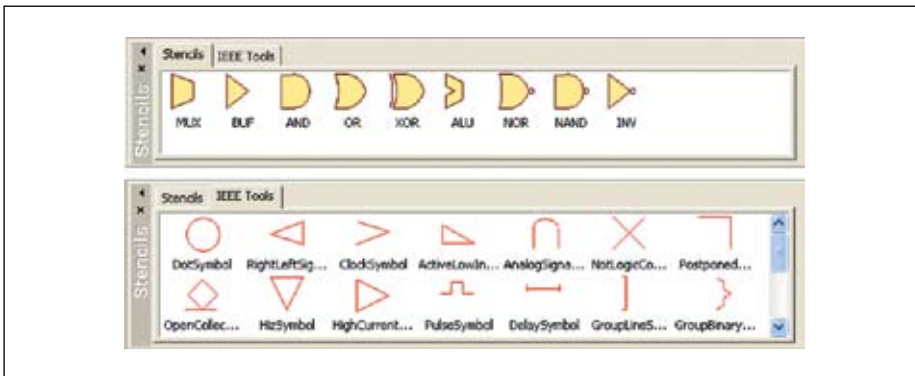 Stencils IEEE Tools
Stencils
MUX BUF AND OR XOR ALU NOR NAND INV
Stencils IEEE Tools
Stencils
DotSymbol RightLeftSig... ClockSymbol ActiveLowIn... AnalogSigna... NotLogicCo... Postponed...
OpenCollec... HizSymbol HighCurrent... PulseSymbol DelaySymbol GroupLineS... GroupBinary...